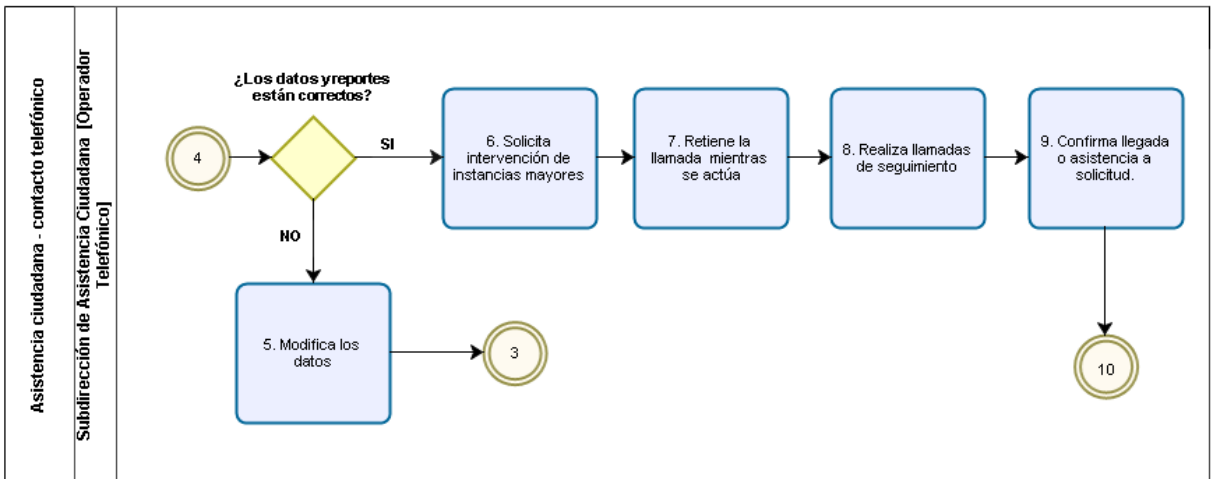 Asistencia ciudadana - contacto telefónico
Subdirección de Asistencia Ciudadana [Operador
Telefónico]
4
¿Los datos y reportes
están correctos?
SI
NO
6. Solicita
intervención de
instancias mayores
7. Retiene la
llamada mientras
se actúa
8. Realiza llamadas
de seguimiento
9. Confirma llegada
o asistencia a
solicitud.
5. Modifica los
datos
3
10